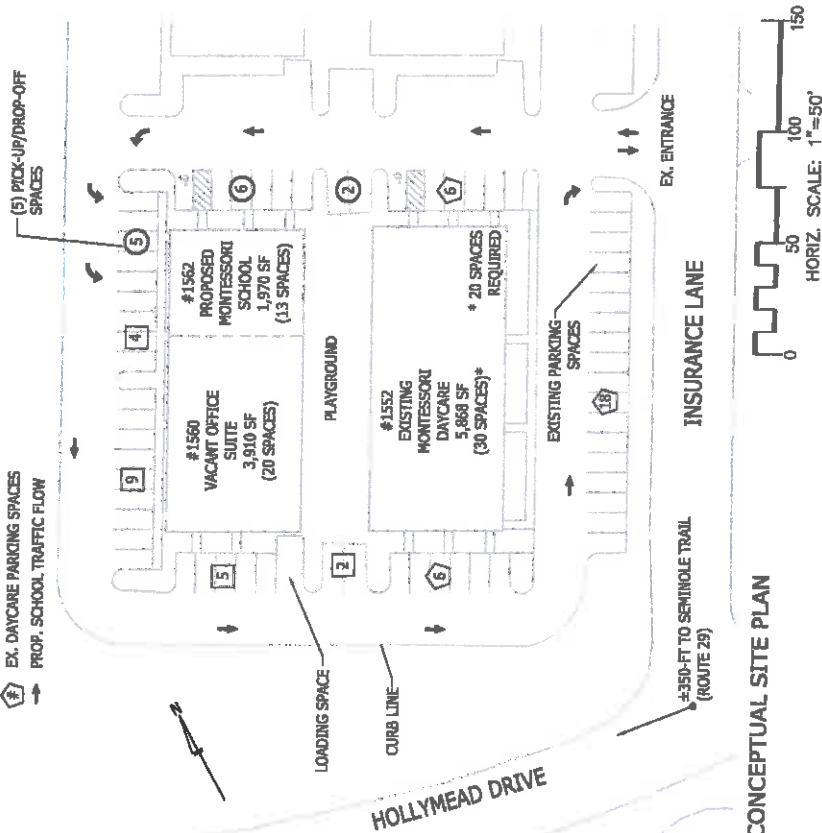 (#) EX. DAYCARE PARKING SPACES
PROP. SCHOOL TRAFFIC FLOW
(5) PICK-UP/DROP-OFF
SPACES
9
4
5
5
6
2
2
6
6
18
#1560
VACANT OFFICE
SUITE
3,910 SF
(20 SPACES)
#1562
PROPOSED
MONTESSORI
SCHOOL
1,970 SF
(13 SPACES)
PLAYGROUND
#1552
EXISTING
MONTESSORI
DAYCARE
5,868 SF
(30 SPACES)*
* 20 SPACES
REQUIRED
N
LOADING SPACE
CURB LINE
EXISTING PARKING
SPACES
EX. ENTRANCE
HOLLYMEAD DRIVE
INSURANCE LANE
±350-FT TO SEMINOLE TRAIL
(ROUTE 29)
CONCEPTUAL SITE PLAN
0
50
100
150
HORIZ. SCALE: 1"=50'